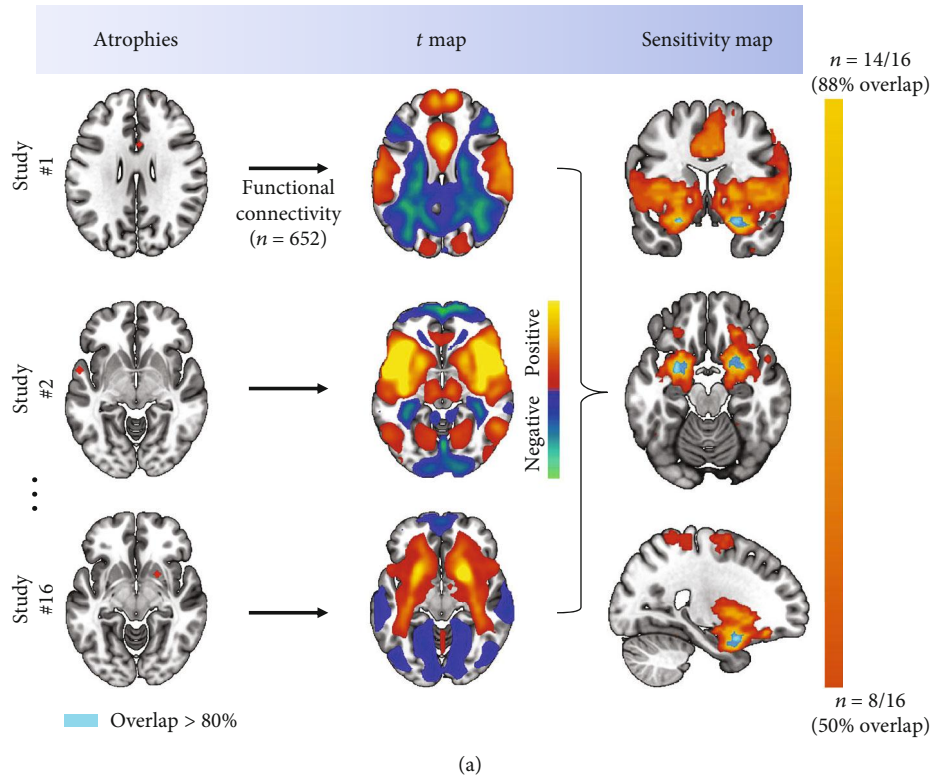 Atrophies
t map
Sensitivity map
n = 14/16
(88% overlap)
Study
#1
Functional
connectivity
(n = 652)
Study
#2
Positive
Negative
Study
#16
Overlap > 80%
n = 8/16
(50% overlap)
(a)